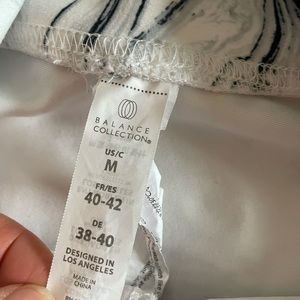 BALANCE
COLLECTION®
US/C
M
FR/ES
40-42
DE
38-40
DESIGNED IN
LOS ANGELES
MADE IN
CHINA